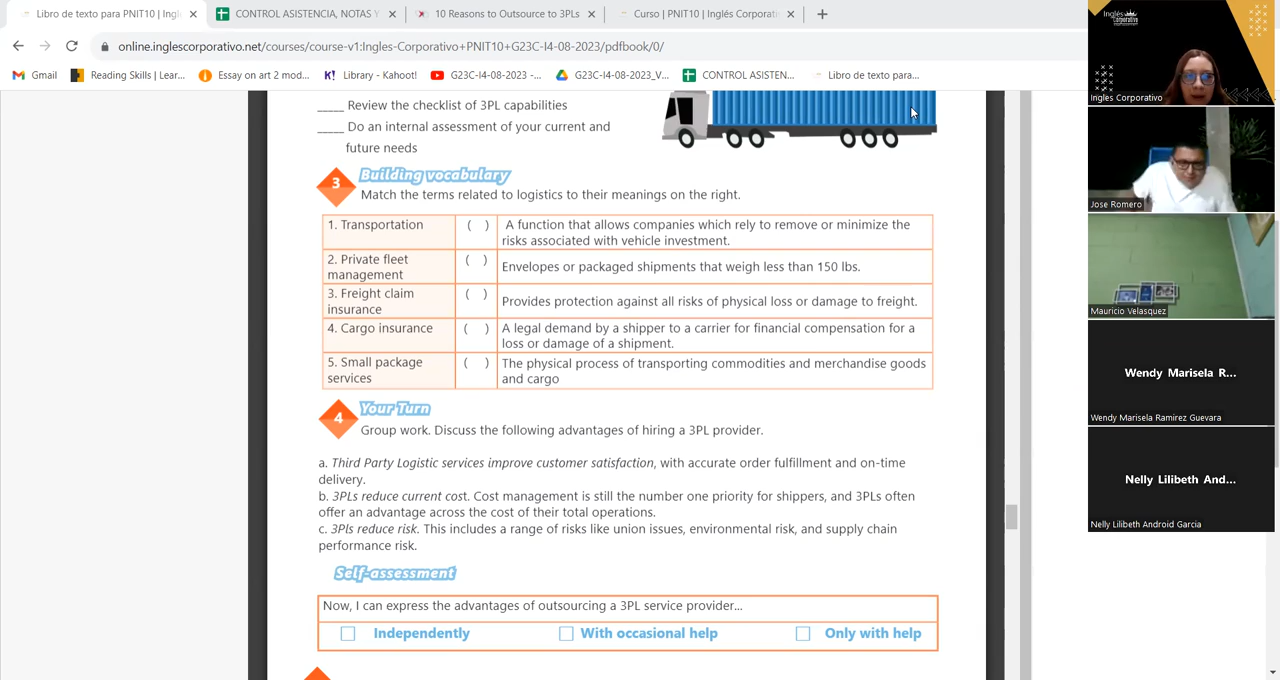 Libro de texto para PNIT10 | Ingl
CONTROL ASISTENCIA, NOTAS Y
10 Reasons to Outsource to 3PLs
Curso | PNIT10 | Inglés Corporati
online.inglescorporativo.net/courses/course-v1:Ingles-Corporativo+PNIT10+G23C-I4-08-2023/pdfbook/0/
Gmail
Reading Skills | Lear...
Essay on art 2 mod...
Library - Kahoot!
G23C-I4-08-2023 -...
G23C-I4-08-2023_V...
CONTROL ASISTEN...
Libro de texto para...
_____ Review the checklist of 3PL capabilities
_____ Do an internal assessment of your current and
future needs
3
Building vocabulary
Match the terms related to logistics to their meanings on the right.
1. Transportation ( ) A function that allows companies which rely to remove or minimize the
risks associated with vehicle investment.
2. Private fleet
management ( ) Envelopes or packaged shipments that weigh less than 150 lbs.
3. Freight claim
insurance ( ) Provides protection against all risks of physical loss or damage to freight.
4. Cargo insurance ( ) A legal demand by a shipper to a carrier for financial compensation for a
loss or damage of a shipment.
5. Small package
services ( ) The physical process of transporting commodities and merchandise goods
and cargo
4
Your Turn
Group work. Discuss the following advantages of hiring a 3PL provider.
a. Third Party Logistic services improve customer satisfaction, with accurate order fulfillment and on-time
delivery.
b. 3PLs reduce current cost. Cost management is still the number one priority for shippers, and 3PLs often
offer an advantage across the cost of their total operations.
c. 3Pls reduce risk. This includes a range of risks like union issues, environmental risk, and supply chain
performance risk.
Self-assessment
Now, I can express the advantages of outsourcing a 3PL service provider...
Independently
With occasional help
Only with help
Inglés
Corporativo
Ingles Corporativo
Jose Romero
Mauricio Velasquez
Wendy Marisela R...
Wendy Marisela Ramirez Guevara
Nelly Lilibeth And...
Nelly Lilibeth Android Garcia